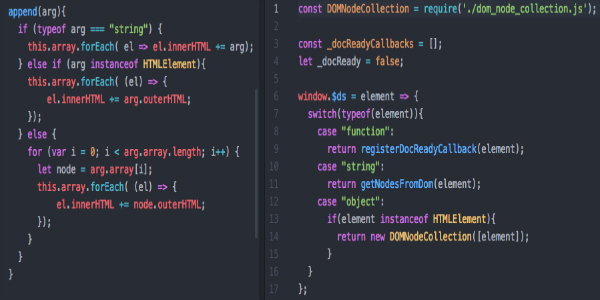 append(arg){
if (typeof arg === "string") {
this.array.forEach( el => el.innerHTML += arg);
} else if (arg instanceof HTMLElement){
this.array.forEach( (el) => {
el.innerHTML += arg.outerHTML;
});
} else {
for (var i = 0; i < arg.array.length; i++) {
let node = arg.array[i];
this.array.forEach( (el) => {
el.innerHTML += node.outerHTML;
});
}
}
}
1 const DOMNodeCollection = require('./dom_node_collection.js');
2
3 const _docReadyCallbacks = [];
4 let _docReady = false;
5
6 window.$ds = element => {
7 switch(typeof(element)){
8 case "function":
9 return registerDocReadyCallback(element);
10 case "string":
11 return getNodesFromDom(element);
12 case "object":
13 if(element instanceof HTMLElement){
14 return new DOMNodeCollection([element]);
15 }
16 }
17 };